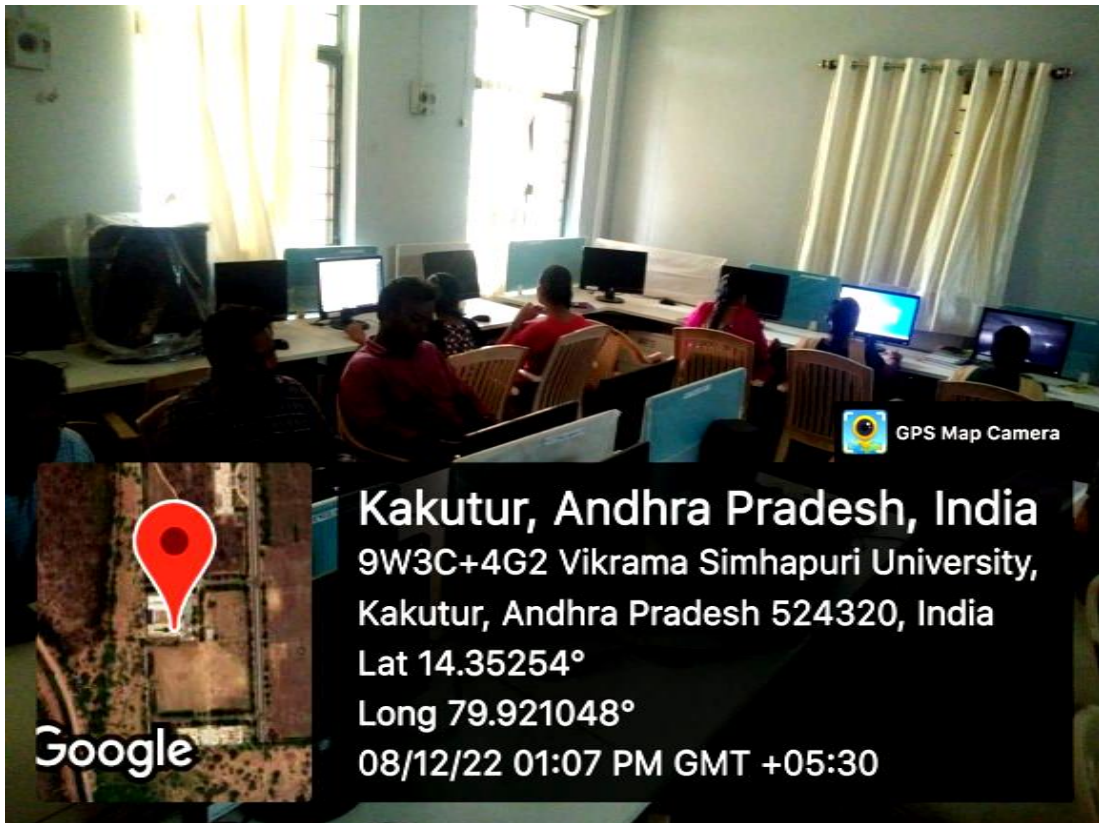 GPS Map Camera
Kakutur, Andhra Pradesh, India
9W3C+4G2 Vikrama Simhapuri University,
Kakutur, Andhra Pradesh 524320, India
Lat 14.35254°
Long 79.921048°
08/12/22 01:07 PM GMT +05:30
Google